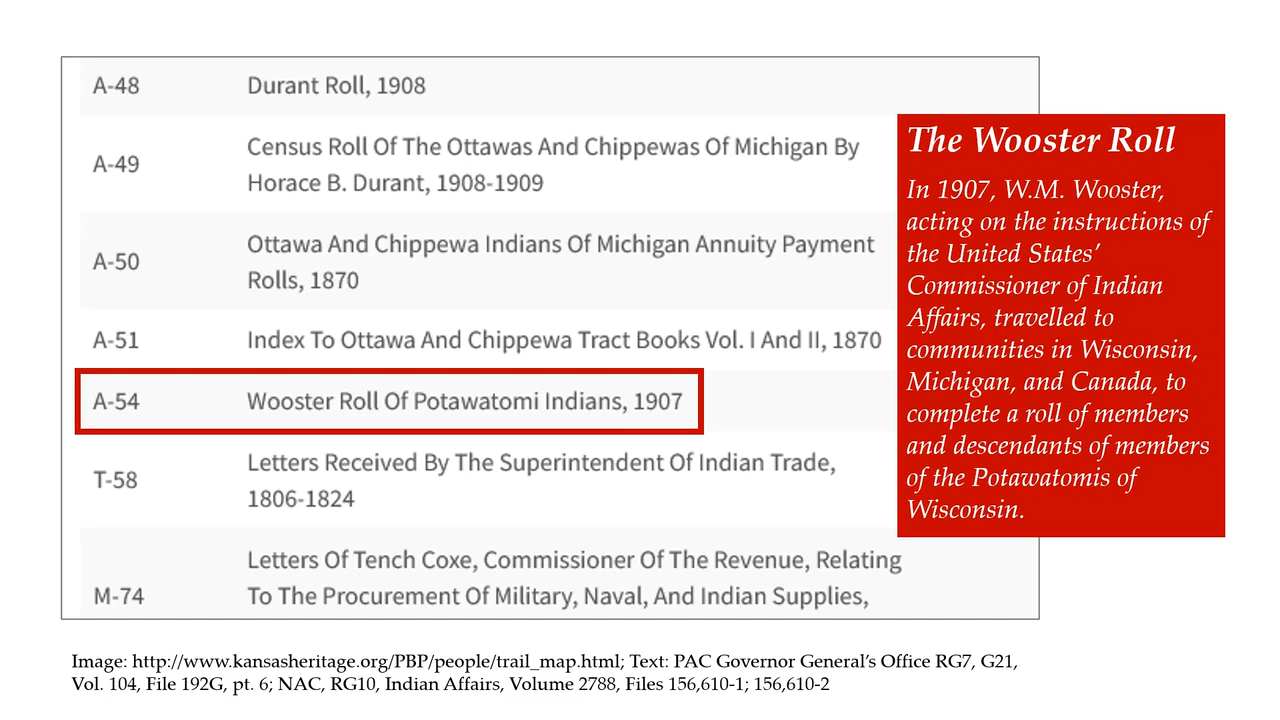 A-48 Durant Roll, 1908
A-49 Census Roll Of The Ottawas And Chippewas Of Michigan By
Horace B. Durant, 1908-1909
A-50 Ottawa And Chippewa Indians Of Michigan Annuity Payment
Rolls, 1870
A-51 Index To Ottawa And Chippewa Tract Books Vol. I And II, 1870
A-54 Wooster Roll Of Potawatomi Indians, 1907
T-58 Letters Received By The Superintendent Of Indian Trade,
1806-1824
Letters Of Tench Coxe, Commissioner Of The Revenue, Relating
M-74 To The Procurement Of Military, Naval, And Indian Supplies,
The Wooster Roll
In 1907, W.M. Wooster,
acting on the instructions of
the United States'
Commissioner of Indian
Affairs, travelled to
communities in Wisconsin,
Michigan, and Canada, to
complete a roll of members
and descendants of members
of the Potawatomis of
Wisconsin.
Image: http://www.kansasheritage.org/PBP/people/trail_map.html; Text: PAC Governor General's Office RG7, G21,
Vol. 104, File 192G, pt. 6; NAC, RG10, Indian Affairs, Volume 2788, Files 156,610-1; 156,610-2